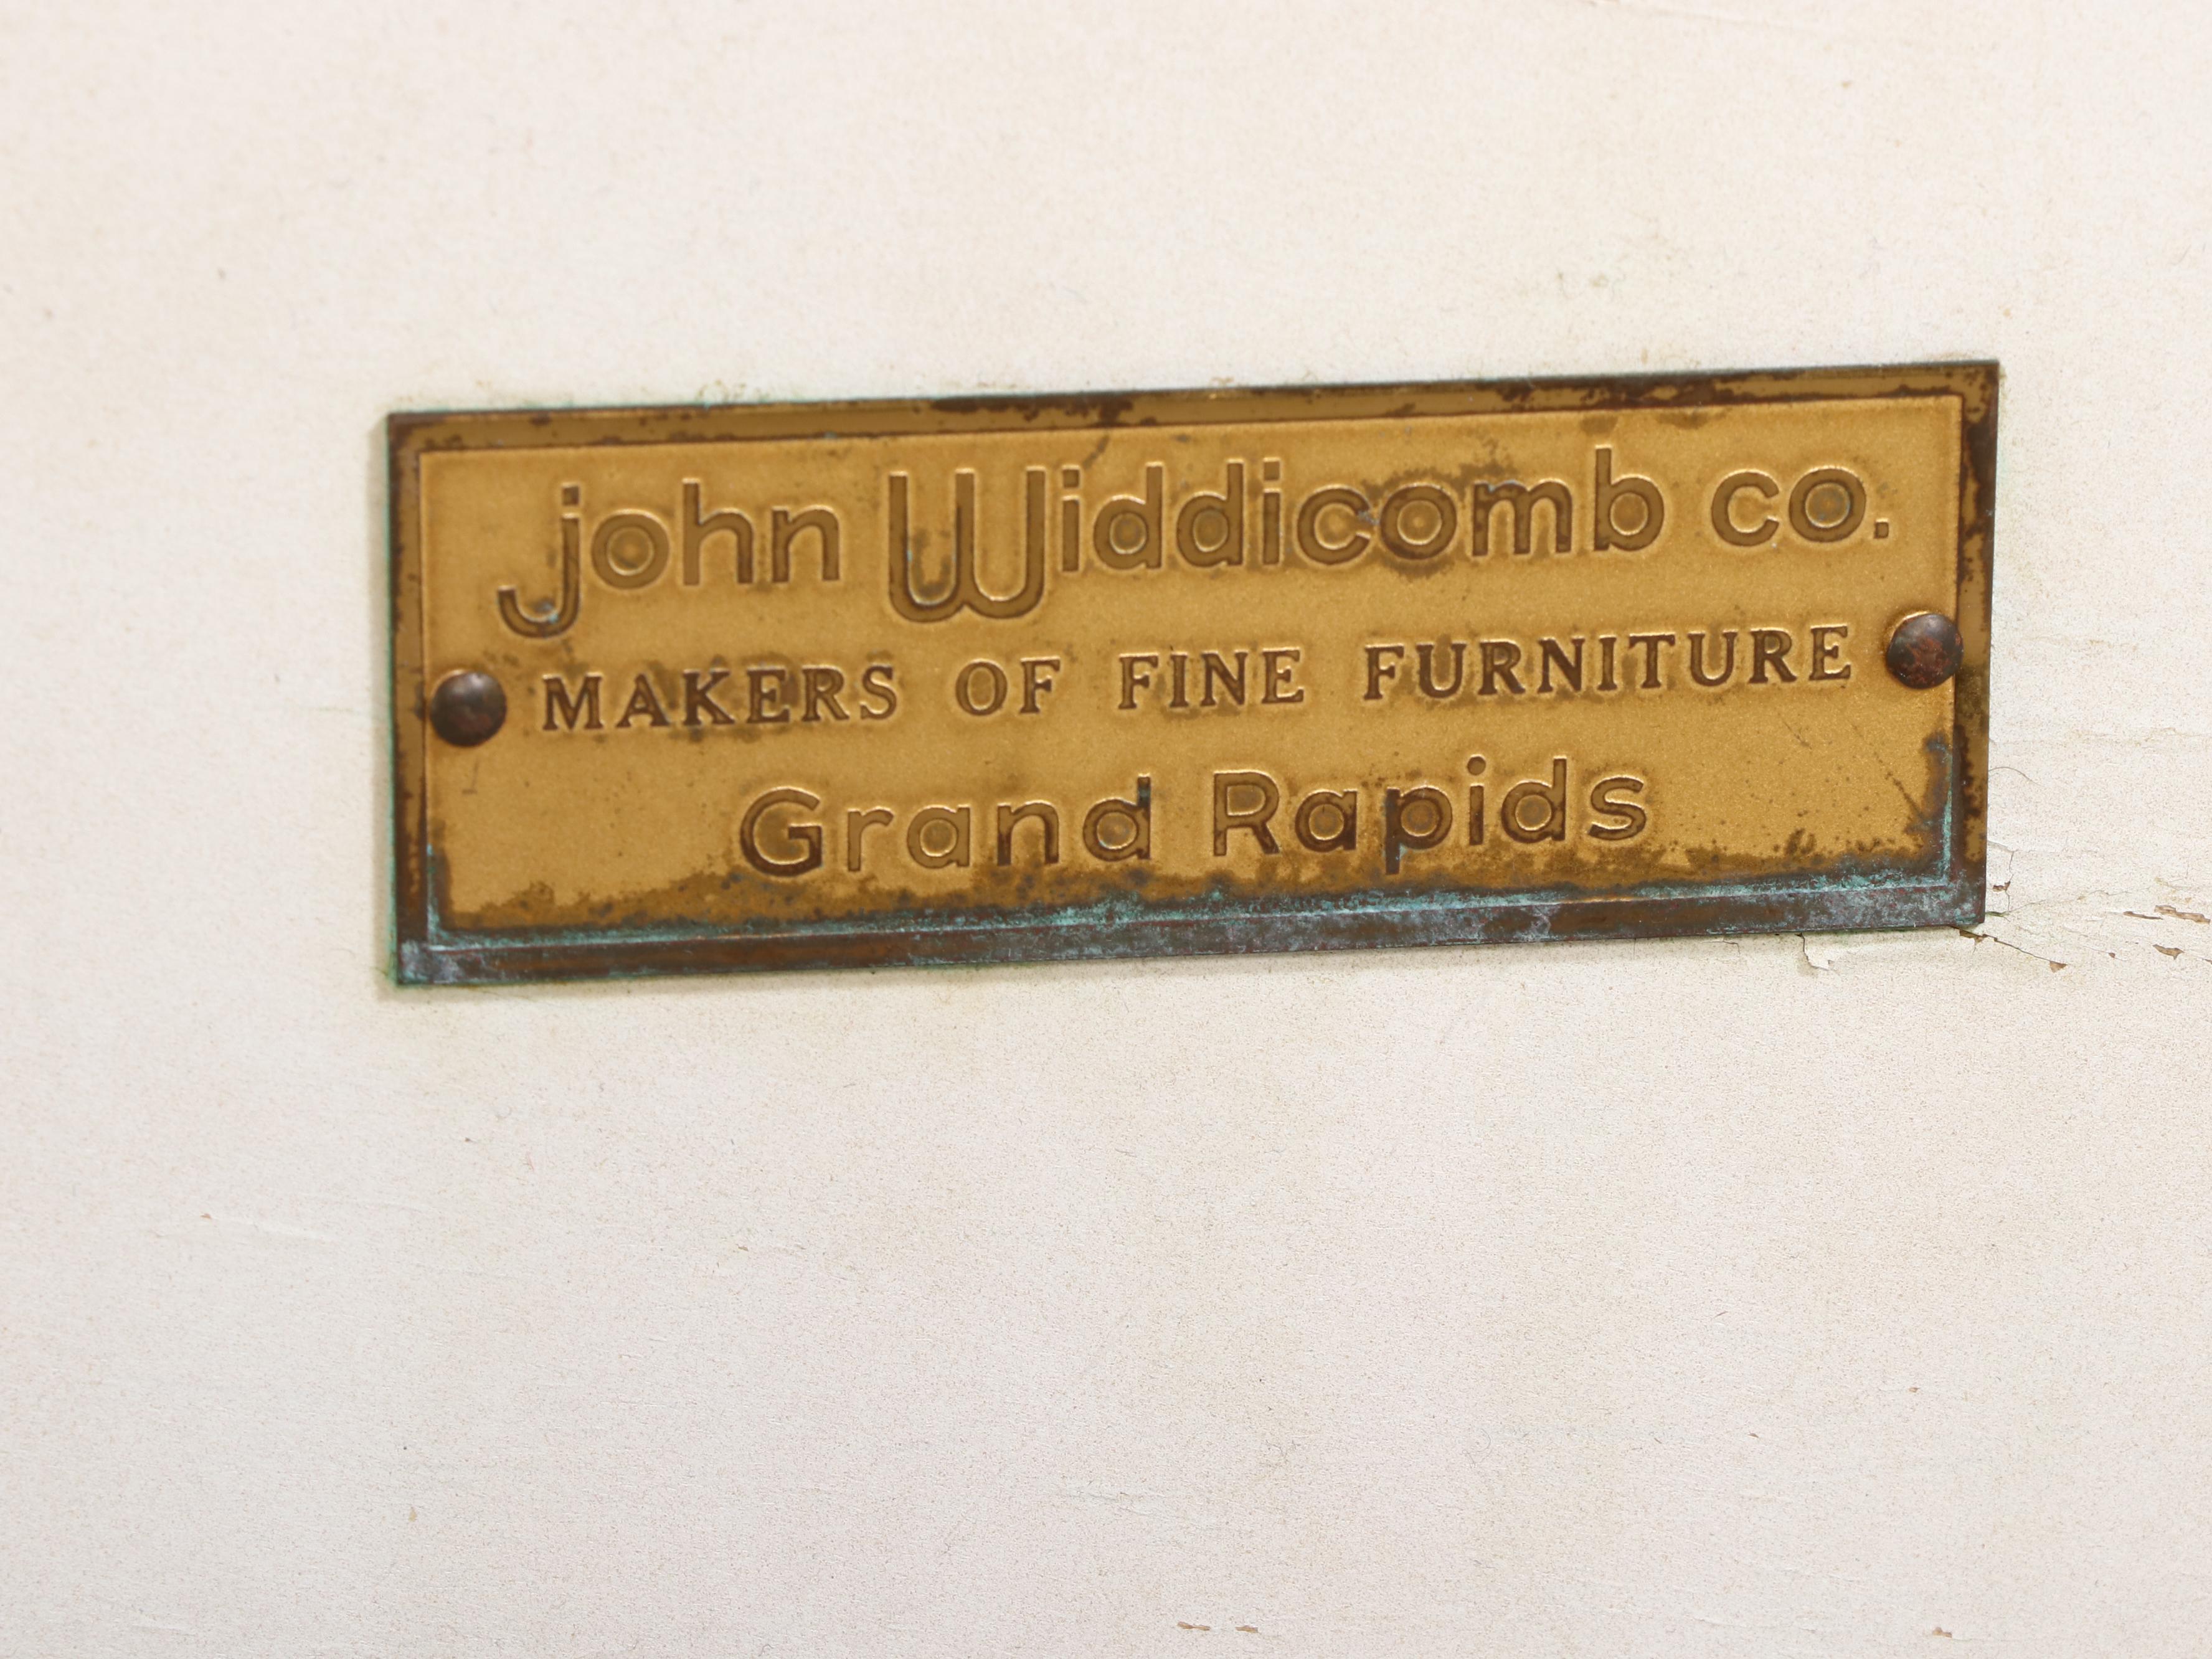 john Widdicomb co.
MAKERS OF FINE FURNITURE
Grand Rapids